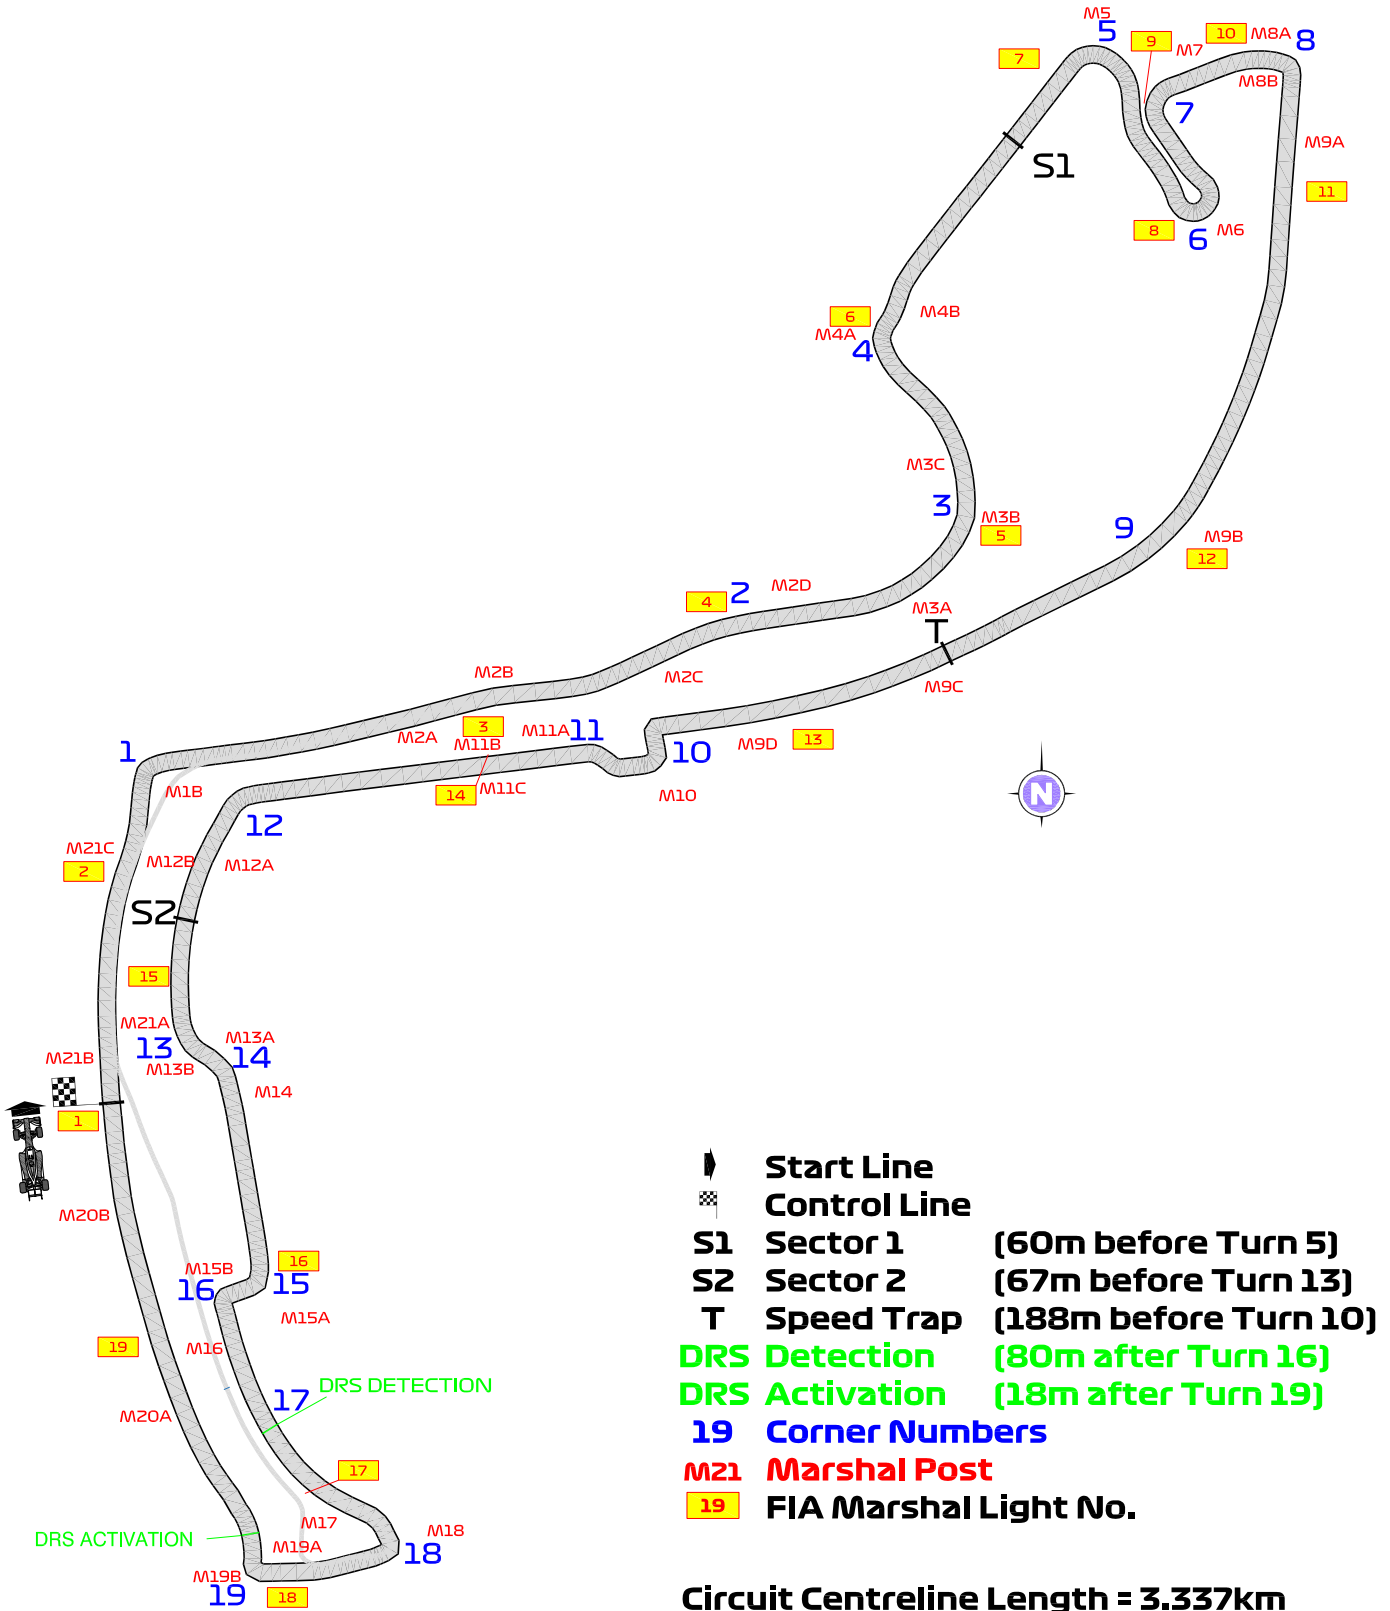 M5
5
10 M8A 8
9
M7
7
M8B
7
M9A
S1
11
8
6 M6
6
M4B
M4A
4
M3C
3
M3B
5
9
M9B
12
M2D
4 2
M3A
T
M2B
M2C
M9C
3
M11A 11
M2A
M11B
M9D 13
1
10
N
M1B
14 M11C
M10
12
M21C
M12B M12A
2
S2
15
M21A
M13A
13 14
M21B
M13B
M14
1
M20B
16
M15B
16 15
M15A
19
M16
DRS DETECTION
17
M20A
17
M17
M18
DRS ACTIVATION
M19A
18
M19B
19 18
Start Line
Control Line
S1 Sector 1 (60m before Turn 5)
S2 Sector 2 (67m before Turn 13)
T Speed Trap (188m before Turn 10)
DRS Detection (80m after Turn 16)
DRS Activation (18m after Turn 19)
19 Corner Numbers
M21 Marshal Post
19 FIA Marshal Light No.
Circuit Centreline Length = 3.337km